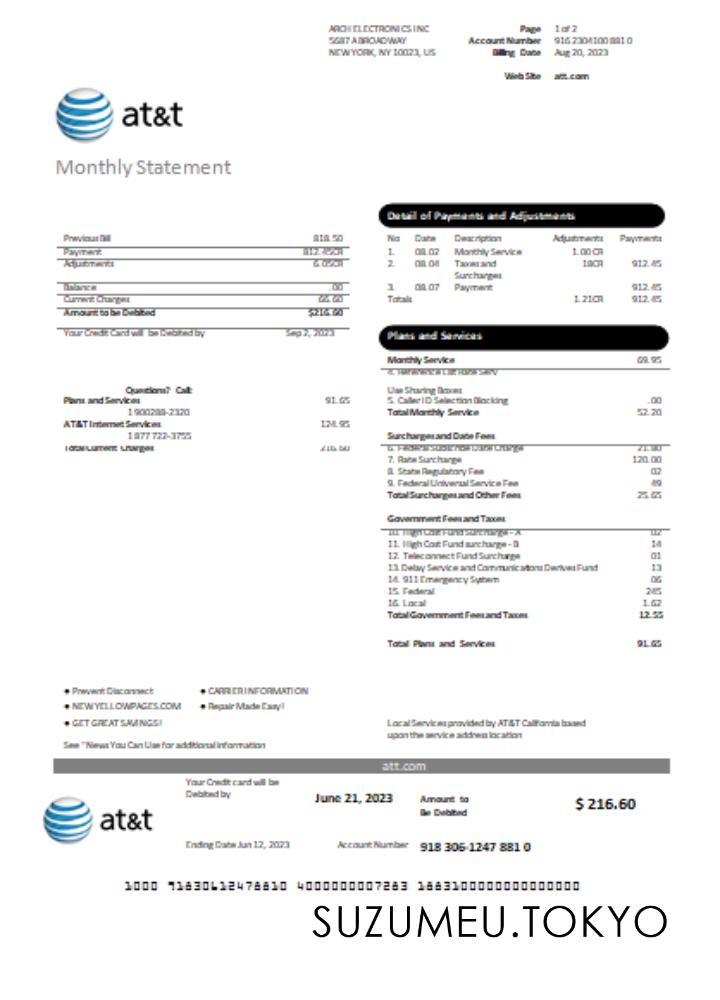 ARCH ELECTRONICS INC
5687 ABROADWAY
NEW YORK, NY 10023, US
Page 1 of 2
Account Number 916 2304100 881 0
Billing Date Aug 20, 2023
Web Site att.com
at&t
Monthly Statement
Previous Bill 818.50
Payment 812.45CR
Adjustments 6.05CR
Balance .00
Current Charges 66.60
Amount to be Debited $216.60
Your Credit Card will be Debited by Sep 2, 2023
Questions? Call:
Plans and Services 91.65
1 900288-2320
AT&T Internet Services 124.95
1 877 722-3755
Total Current Charges 216.60
Detail of Payments and Adjustments
No Date Description Adjustments Payments
1. 08.02 Monthly Service 1.00 CR
2. 08.04 Taxes and 18CR 912.45
Surcharges
3. 08.07 Payment 912.45
Totals 1.21CR 912.45
Plans and Services
Monthly Service 69.95
4. Reference List Rate Serv
Use Sharing Boxes
5. Caller ID Selection Blocking .00
Total Monthly Service 52.20
Surcharges and Date Fees
6. Federal Subscribe Date Charge 21.80
7. Rate Surcharge 120.00
8. State Regulatory Fee 02
9. Federal Universal Service Fee 49
Total Surcharges and Other Fees 25.65
Government Fees and Taxes
10. High Cost Fund Surcharge - A 02
11. High Cost Fund surcharge - B 14
12. Teleconnect Fund Surcharge 01
13. Delay Service and Communications Derives Fund 13
14. 911 Emergency System 06
15. Federal 245
16. Local 1.62
Total Government Fees and Taxes 12.55
Total Plans and Services 91.65
• Prevent Disconnect • CARRIER INFORMATION
• NEWYELLOWPAGES.COM • Repair Made Easy!
• GET GREAT SAVINGS!
See "News You Can Use for additional information
Local Services provided by AT&T California based
upon the service address location
att.com
at&t
Your Credit card will be
Debited by
June 21, 2023
Amount to
Be Debited
$ 216.60
Ending Date Jun 12, 2023
Account Number 918 306-1247 881 0
1000 91830612478810 4000000007283 18831000000000000000
SUZUMEU.TOKYO